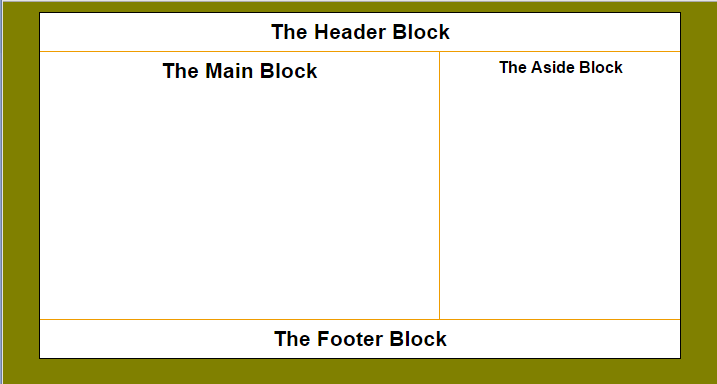 The Header Block
The Main Block
The Aside Block
The Footer Block